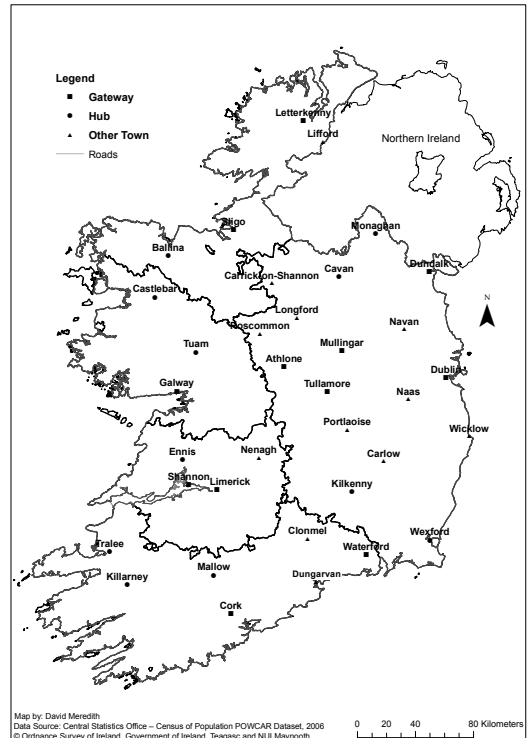 Legend
Gateway
Hub
Other Town
Roads
Letterkenny
Lifford
Northern Ireland
Sligo
Monaghan
Ballina
Cavan
Dundalk
Carrick-on-Shannon
Castlebar
Longford
Roscommon
Navan
N
Tuam
Mullingar
Athlone
Dublin
Galway
Tullamore
Naas
Portlaoise
Wicklow
Ennis
Nenagh
Carlow
Shannon
Limerick
Kilkenny
Clonmel
Wexford
Tralee
Waterford
Killarney
Mallow
Dungarvan
Cork
Map by: David Meredith
Data Source: Central Statistics Office – Census of Population POWCAR Dataset, 2006
© Ordnance Survey of Ireland, Government of Ireland, Teagasc and NUI Maynooth
0 20 40 60 80 Kilometers